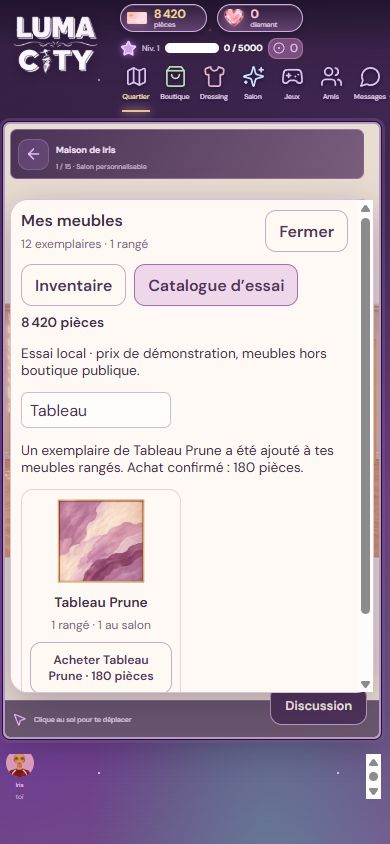 LUMA
CITY
8 420
pièces
0
diamant
Niv. 1
0 / 5000
0
Quartier
Boutique
Dressing
Salon
Jeux
Amis
Messages
Maison de Iris
1 / 15 · Salon personnalisable
Mes meubles
12 exemplaires · 1 rangé
Fermer
Inventaire
Catalogue d’essai
8 420 pièces
Essai local · prix de démonstration, meubles hors
boutique publique.
Tableau
Un exemplaire de Tableau Prune a été ajouté à tes
meubles rangés. Achat confirmé : 180 pièces.
Tableau Prune
1 rangé · 1 au salon
Acheter Tableau
Prune · 180 pièces
Clique au sol pour te déplacer
Discussion
Iris
toi